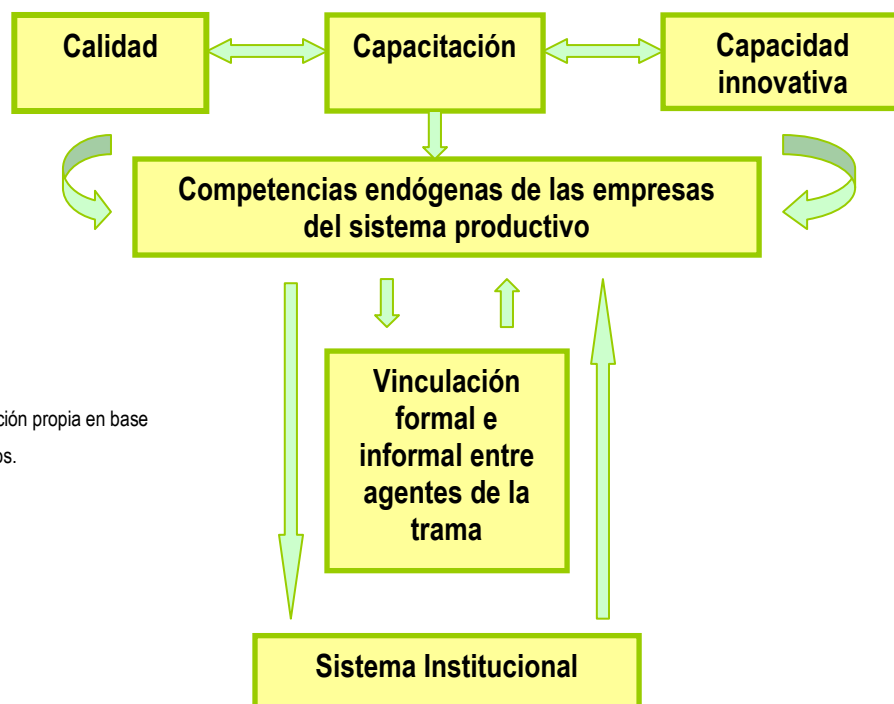 Calidad
Capacitación
Capacidad
innovativa
Competencias endógenas de las empresas
del sistema productivo
Vinculación
formal e
informal entre
agentes de la
trama
ción propia en base
os.
Sistema Institucional